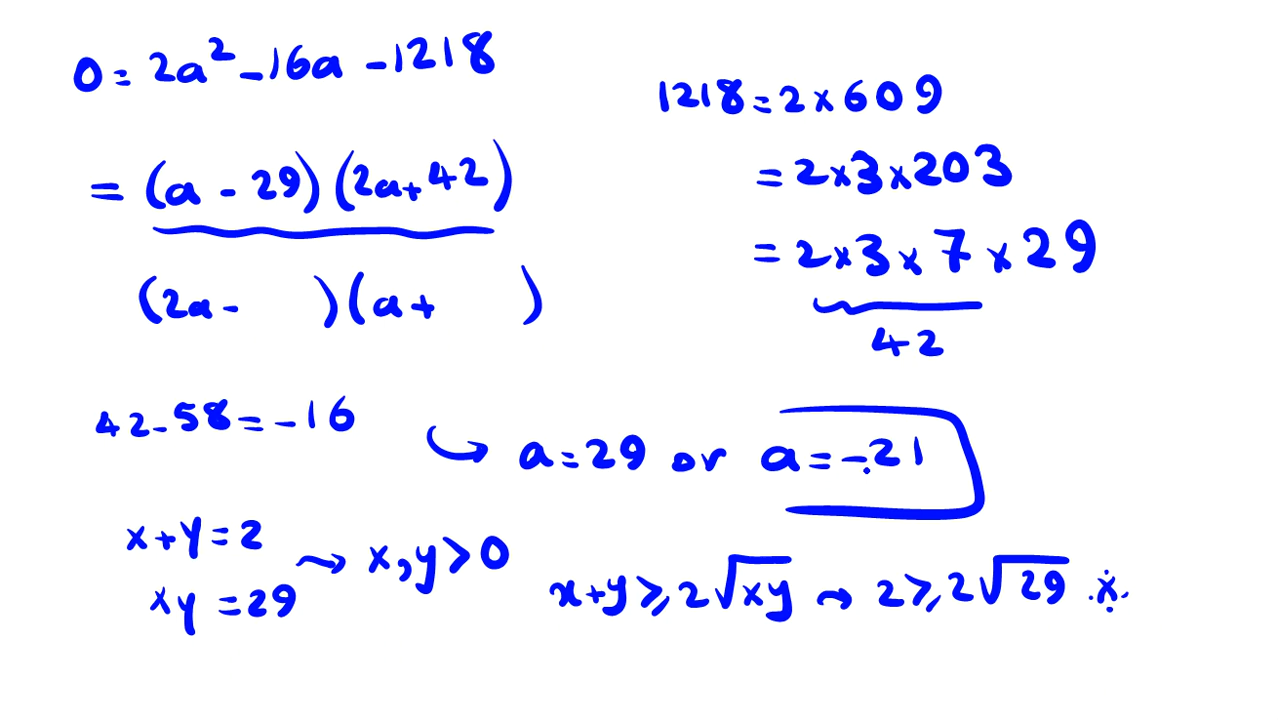 0 = 2a² - 16a - 1218
= (a - 29)(2a + 42)
(2a -      )(a +      )
1218 = 2 × 609
= 2 × 3 × 203
= 2 × 3 × 7 × 29
42
42 - 58 = -16
a = 29 or a = -21
x + y = 2
xy = 29
x, y > 0
x + y ≥ 2√xy → 2 ≥ 2√29 ※